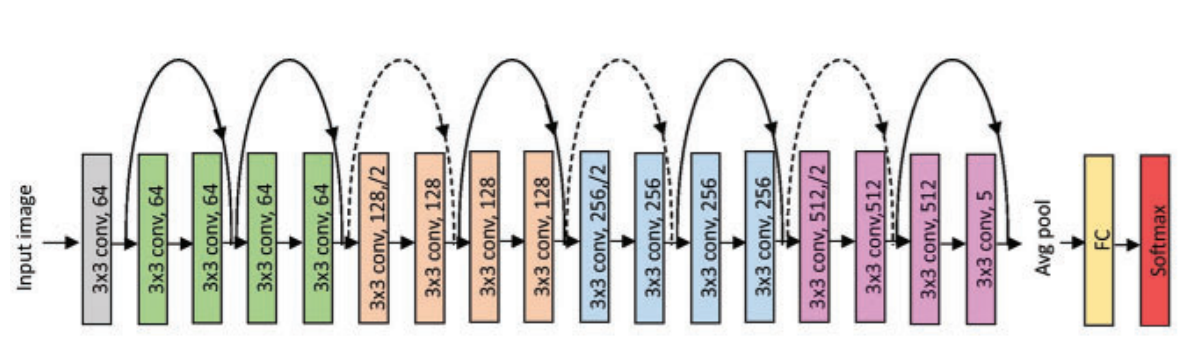 Input image
3x3 conv, 64
3x3 conv, 64
3x3 conv, 64
3x3 conv, 64
3x3 conv, 64
3x3 conv, 128,/2
3x3 conv, 128
3x3 conv, 128
3x3 conv, 128
3x3 conv, 256,/2
3x3 conv, 256
3x3 conv, 256
3x3 conv, 256
3x3 conv, 512,/2
3x3 conv,512
3x3 conv, 512
3x3 conv, 5
Avg pool
FC
Softmax